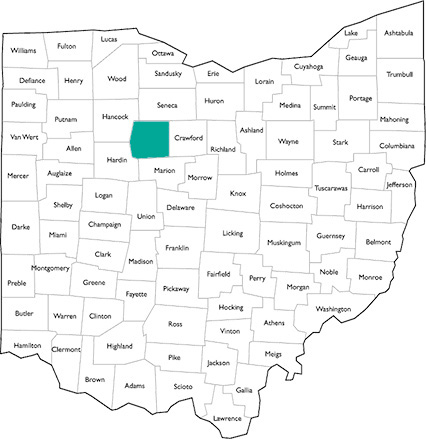 Williams
Fulton
Lucas
Ottawa
Lake
Ashtabula
Geauga
Cuyahoga
Defiance
Henry
Wood
Sandusky
Erie
Lorain
Trumbull
Paulding
Putnam
Hancock
Seneca
Huron
Medina
Summit
Portage
Mahoning
Van Wert
Allen
Crawford
Richland
Ashland
Wayne
Stark
Columbiana
Mercer
Auglaize
Hardin
Marion
Morrow
Holmes
Carroll
Jefferson
Tuscarawas
Shelby
Logan
Union
Delaware
Knox
Coshocton
Harrison
Darke
Miami
Champaign
Franklin
Licking
Muskingum
Guernsey
Belmont
Clark
Madison
Montgomery
Preble
Greene
Fayette
Pickaway
Fairfield
Perry
Morgan
Noble
Monroe
Washington
Butler
Warren
Clinton
Ross
Hocking
Athens
Hamilton
Clermont
Highland
Vinton
Meigs
Pike
Jackson
Brown
Adams
Scioto
Gallia
Lawrence